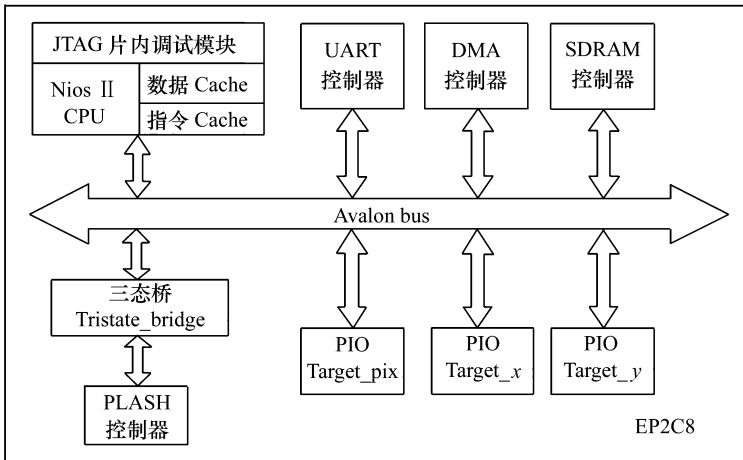 JTAG 片内调试模块
Nios Ⅱ
CPU
数据 Cache
指令 Cache
UART
控制器
DMA
控制器
SDRAM
控制器
Avalon bus
三态桥
Tristate_bridge
PIO
Target_pix
PIO
Target_x
PIO
Target_y
PLASH
控制器
EP2C8